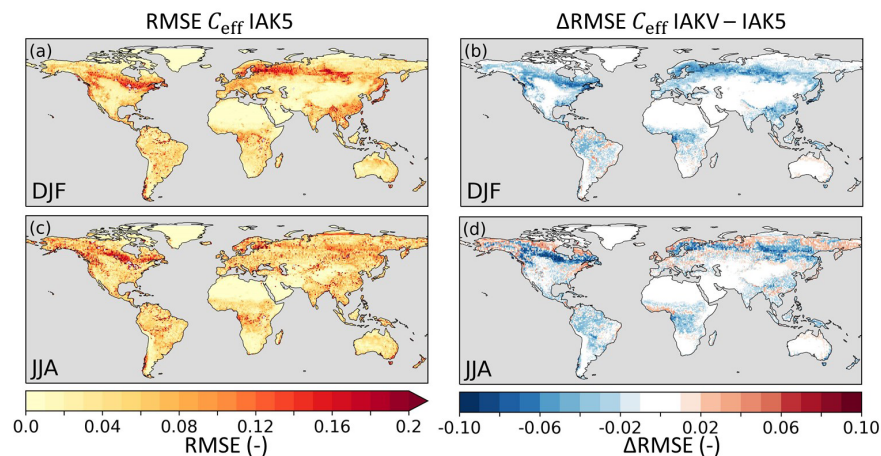 RMSE Ceff IAK5
ΔRMSE Ceff IAKV – IAK5
(a)
DJF
(b)
DJF
(c)
JJA
(d)
JJA
0.0 0.04 0.08 0.12 0.16 0.2
RMSE (-)
-0.10 -0.06 -0.02 0.02 0.06 0.10
ΔRMSE (-)